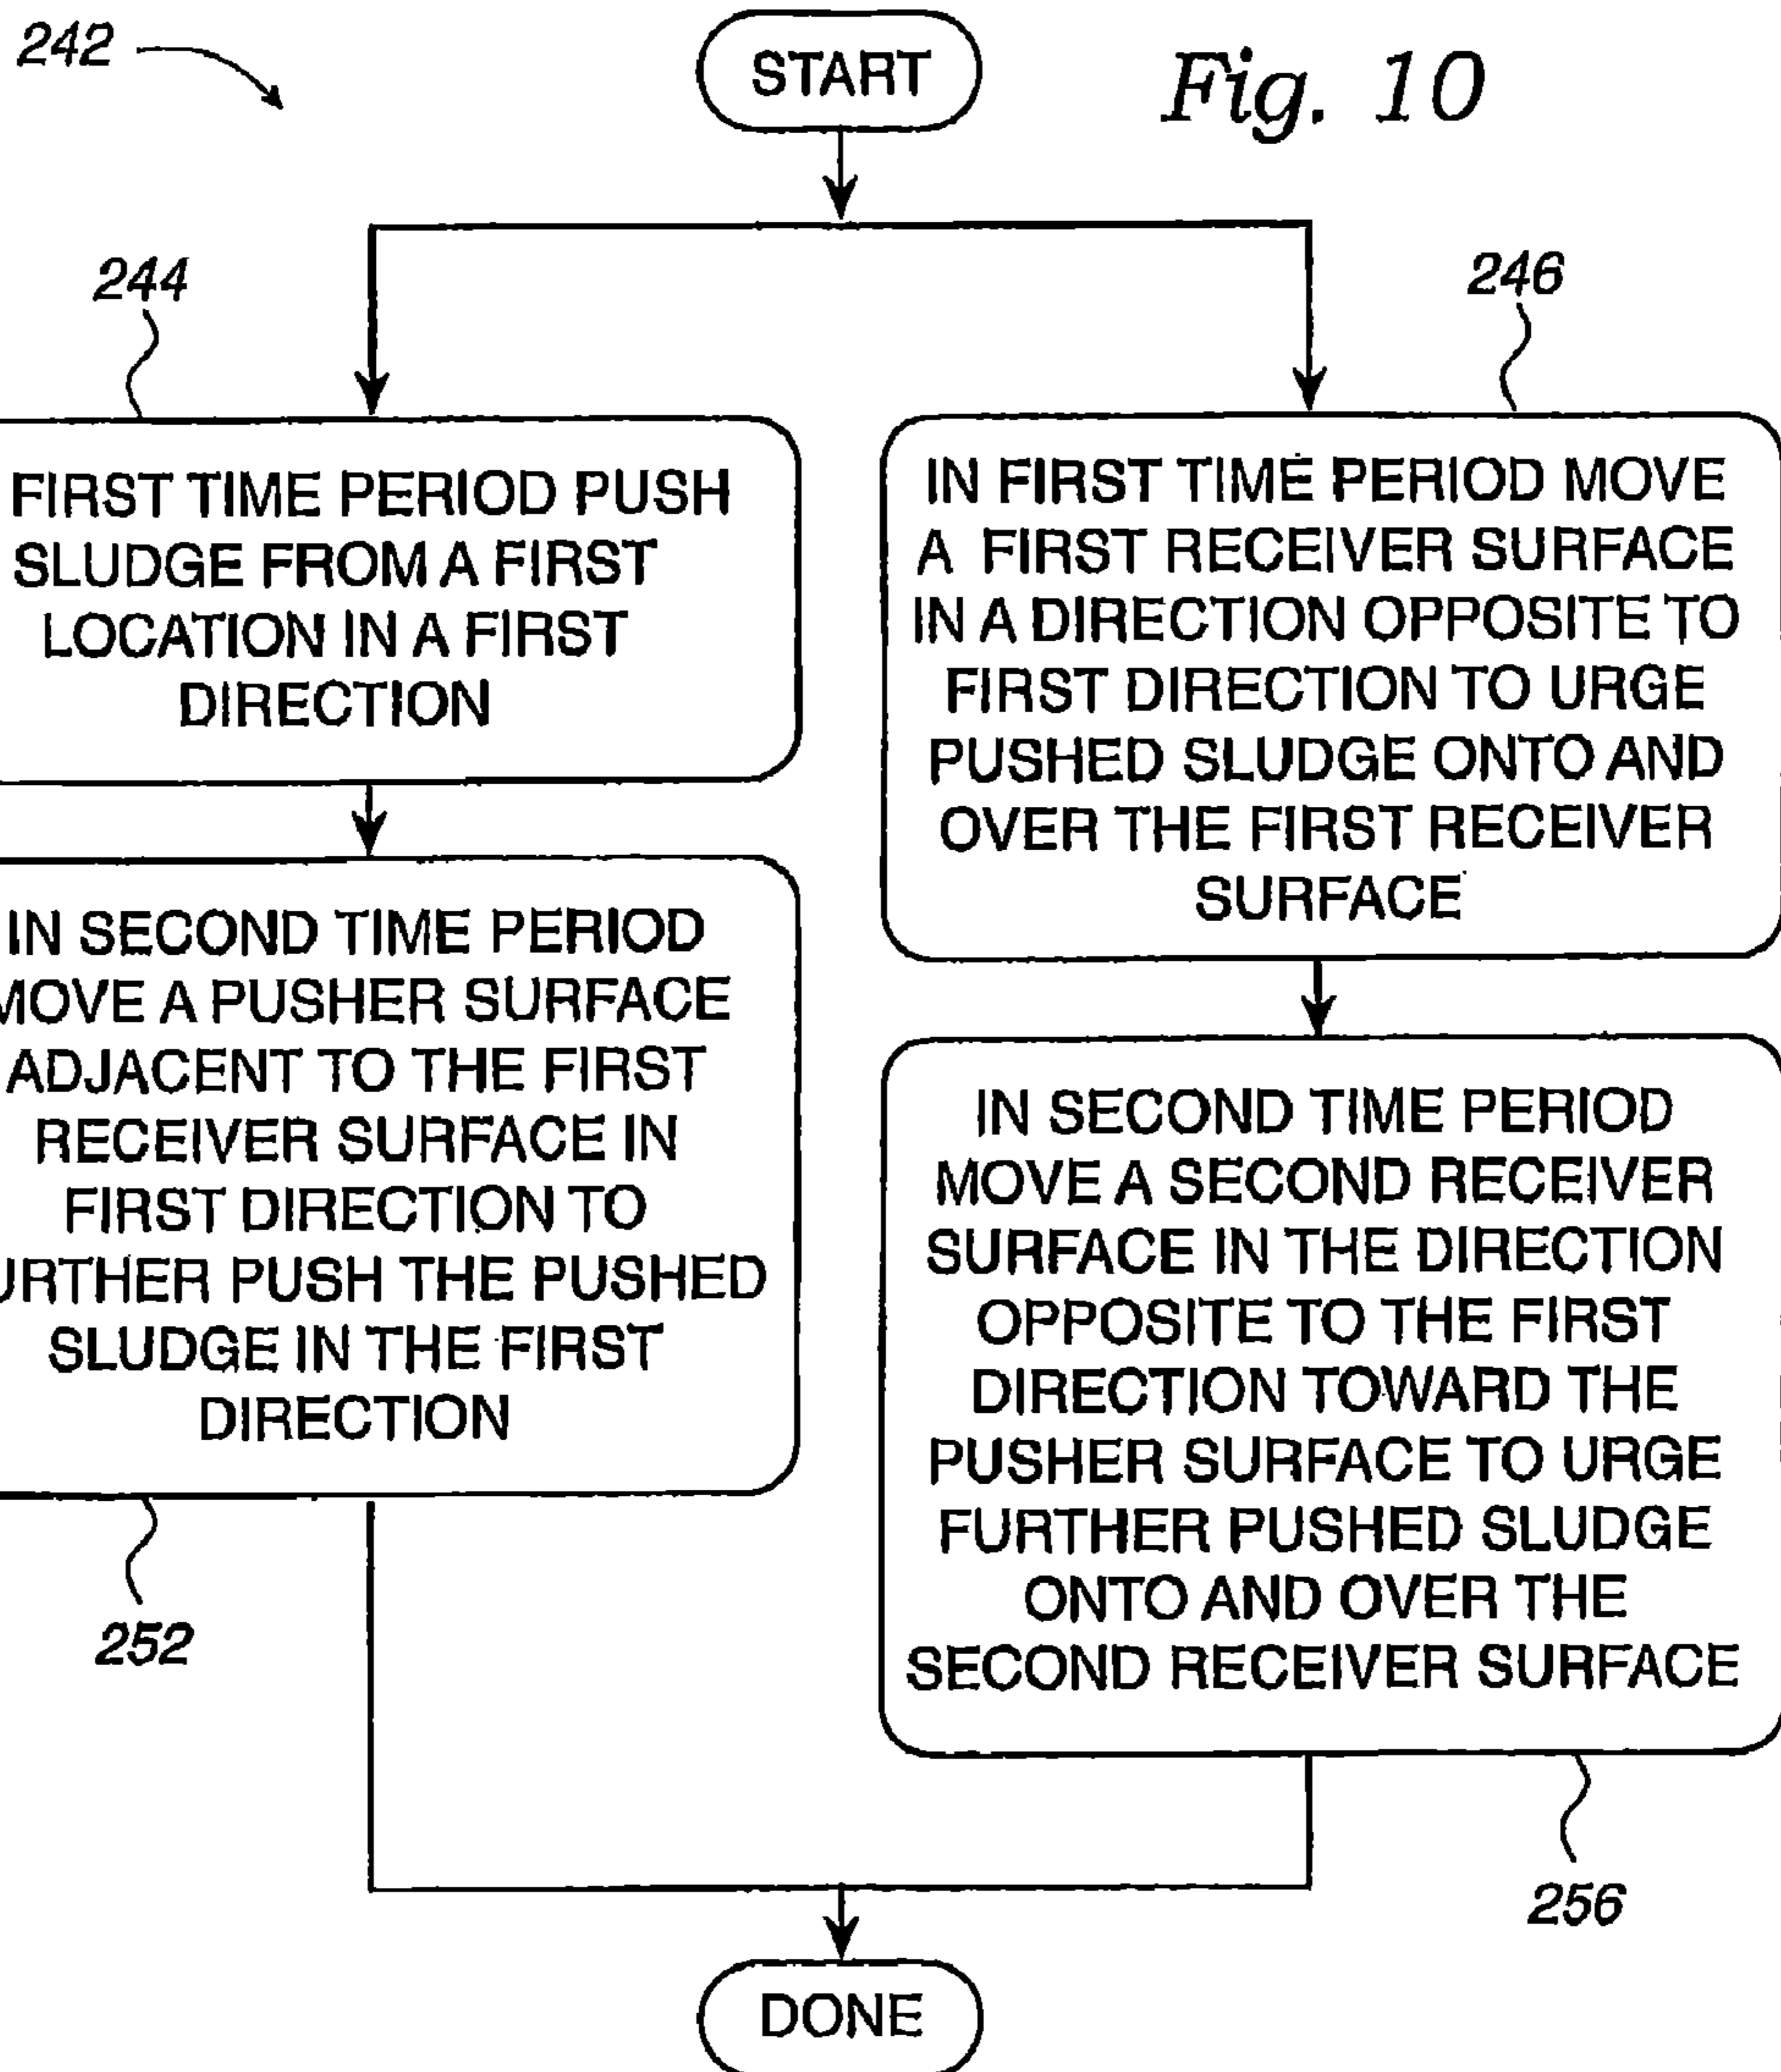 242
START
Fig. 10
244
FIRST TIME PERIOD PUSH
SLUDGE FROM A FIRST
LOCATION IN A FIRST
DIRECTION
246
IN FIRST TIME PERIOD MOVE
A FIRST RECEIVER SURFACE
IN A DIRECTION OPPOSITE TO
FIRST DIRECTION TO URGE
PUSHED SLUDGE ONTO AND
OVER THE FIRST RECEIVER
SURFACE
IN SECOND TIME PERIOD
MOVE A PUSHER SURFACE
ADJACENT TO THE FIRST
RECEIVER SURFACE IN
FIRST DIRECTION TO
URTHER PUSH THE PUSHED
SLUDGE IN THE FIRST
DIRECTION
252
IN SECOND TIME PERIOD
MOVE A SECOND RECEIVER
SURFACE IN THE DIRECTION
OPPOSITE TO THE FIRST
DIRECTION TOWARD THE
PUSHER SURFACE TO URGE
FURTHER PUSHED SLUDGE
ONTO AND OVER THE
SECOND RECEIVER SURFACE
256
DONE